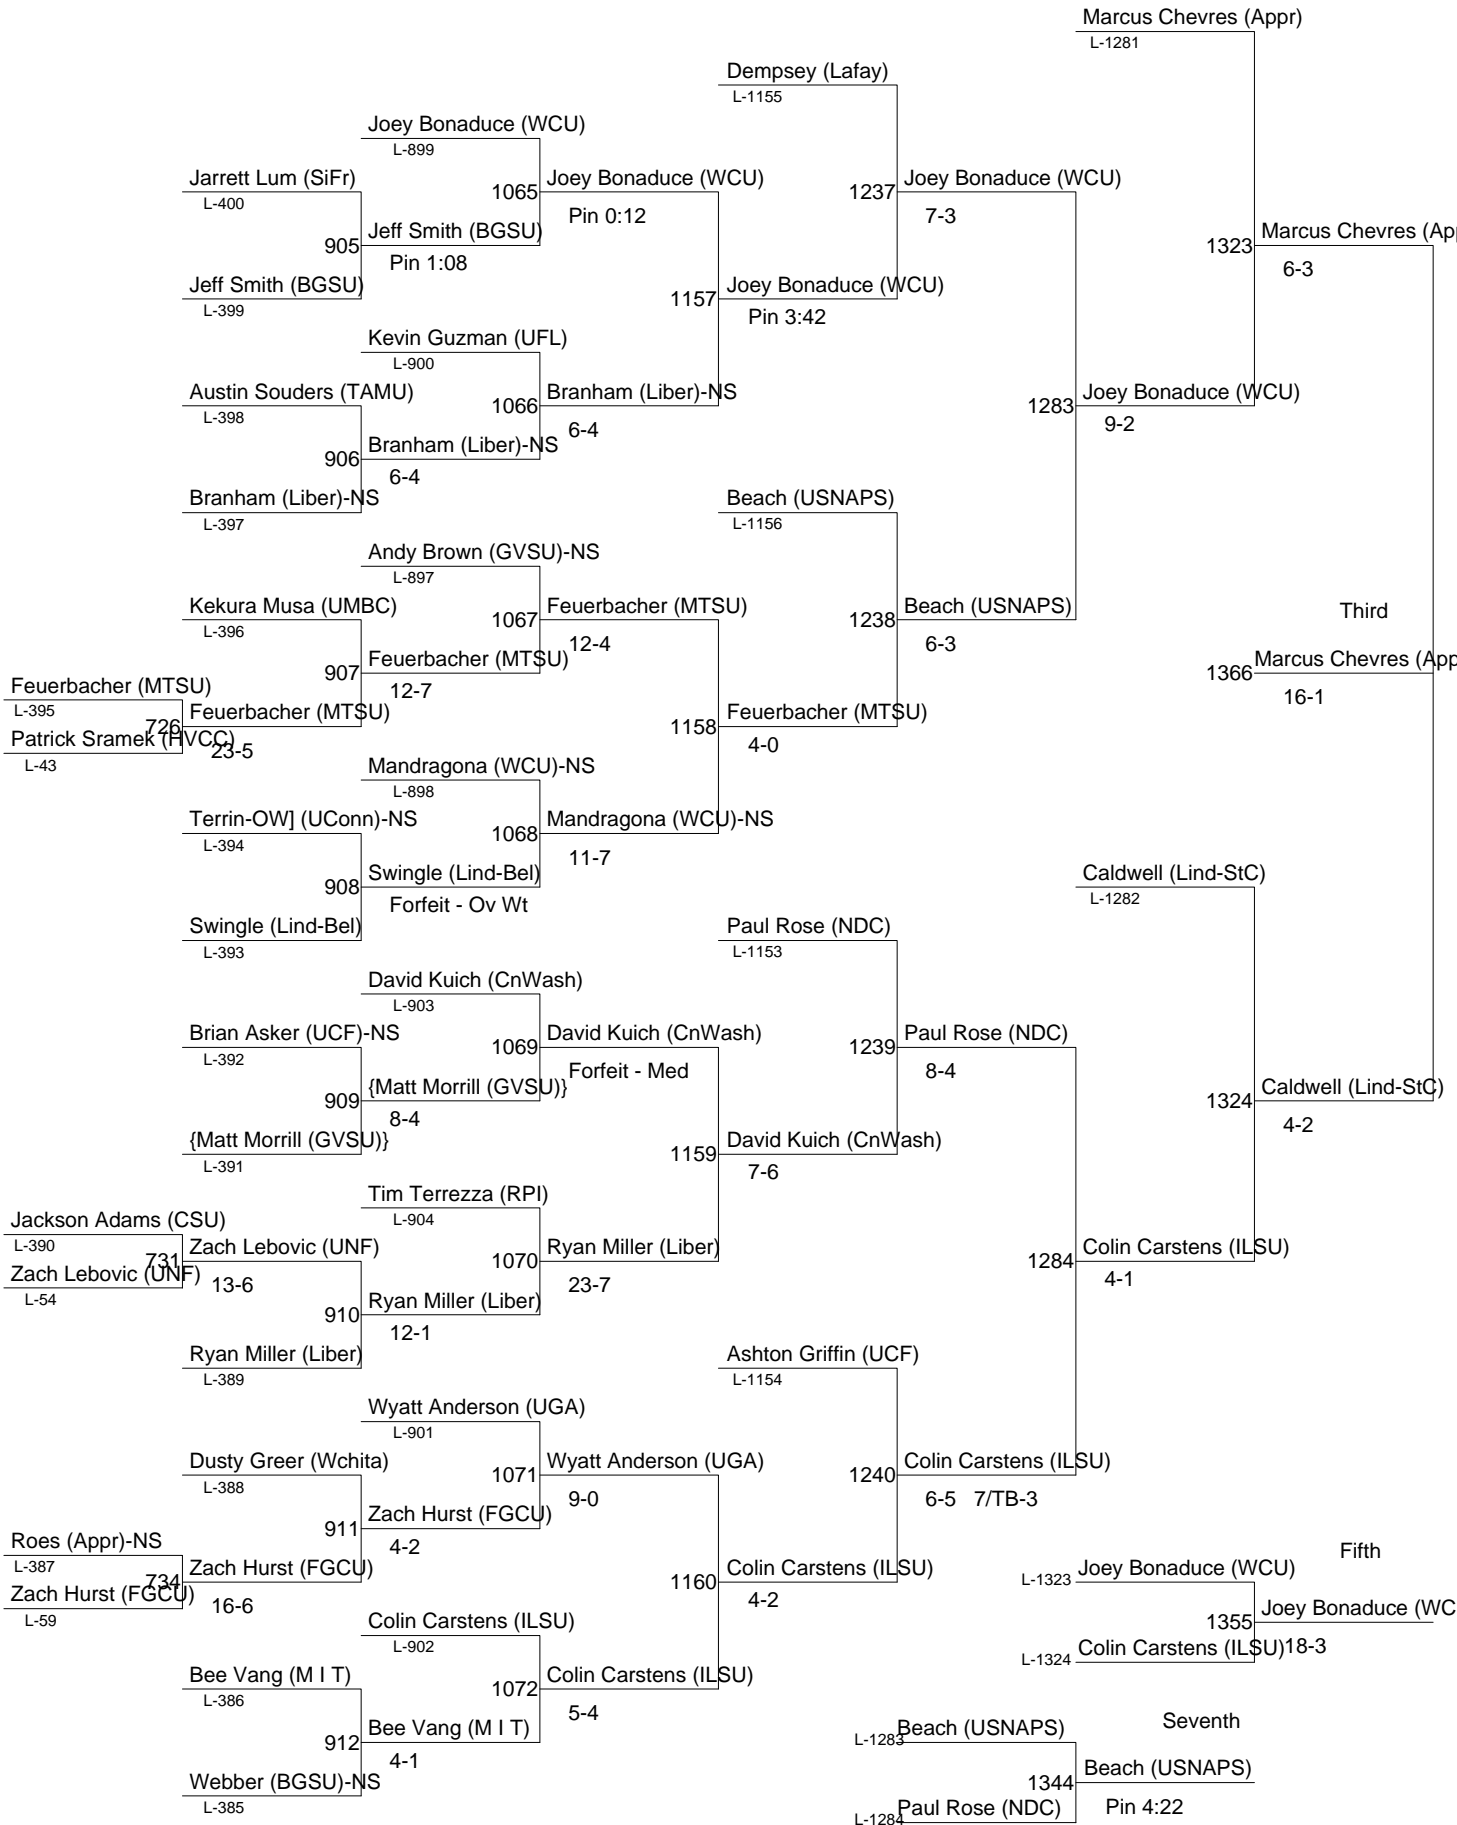 Marcus Chevres (Appr)
L-1281
Dempsey (Lafay)
L-1155
Joey Bonaduce (WCU)
L-899
Jarrett Lum (SiFr)
L-400
1065
Joey Bonaduce (WCU)
Pin 0:12
1237
Joey Bonaduce (WCU)
7-3
905
Jeff Smith (BGSU)
Pin 1:08
1323
Marcus Chevres (App
6-3
Jeff Smith (BGSU)
L-399
1157
Joey Bonaduce (WCU)
Pin 3:42
Kevin Guzman (UFL)
L-900
Austin Souders (TAMU)
L-398
1066
Branham (Liber)-NS
6-4
1283
Joey Bonaduce (WCU)
9-2
906
Branham (Liber)-NS
6-4
Branham (Liber)-NS
L-397
Beach (USNAPS)
L-1156
Andy Brown (GVSU)-NS
L-897
Kekura Musa (UMBC)
L-396
1067
Feuerbacher (MTSU)
12-4
1238
Beach (USNAPS)
6-3
Third
907
Feuerbacher (MTSU)
12-7
1366
Marcus Chevres (App
16-1
Feuerbacher (MTSU)
L-395
726
Feuerbacher (MTSU)
23-5
Patrick Sramek (HVCC)
L-43
1158
Feuerbacher (MTSU)
4-0
Mandragona (WCU)-NS
L-898
Terrin-OW] (UConn)-NS
L-394
1068
Mandragona (WCU)-NS
11-7
908
Swingle (Lind-Bel)
Forfeit - Ov Wt
Caldwell (Lind-StC)
L-1282
Swingle (Lind-Bel)
L-393
Paul Rose (NDC)
L-1153
David Kuich (CnWash)
L-903
Brian Asker (UCF)-NS
L-392
1069
David Kuich (CnWash)
Forfeit - Med
1239
Paul Rose (NDC)
8-4
909
{Matt Morrill (GVSU)}
8-4
1324
Caldwell (Lind-StC)
4-2
{Matt Morrill (GVSU)}
L-391
1159
David Kuich (CnWash)
7-6
Tim Terrezza (RPI)
L-904
Jackson Adams (CSU)
L-390
731
Zach Lebovic (UNF)
13-6
Zach Lebovic (UNF)
L-54
1070
Ryan Miller (Liber)
23-7
1284
Colin Carstens (ILSU)
4-1
910
Ryan Miller (Liber)
12-1
Ryan Miller (Liber)
L-389
Ashton Griffin (UCF)
L-1154
Wyatt Anderson (UGA)
L-901
Dusty Greer (Wchita)
L-388
1071
Wyatt Anderson (UGA)
9-0
1240
Colin Carstens (ILSU)
6-5 7/TB-3
911
Zach Hurst (FGCU)
4-2
Roes (Appr)-NS
L-387
734
Zach Hurst (FGCU)
16-6
Zach Hurst (FGCU)
L-59
1160
Colin Carstens (ILSU)
4-2
Fifth
L-1323
Joey Bonaduce (WCU)
1355
Joey Bonaduce (WC
18-3
L-1324
Colin Carstens (ILSU)
Colin Carstens (ILSU)
L-902
Bee Vang (M I T)
L-386
1072
Colin Carstens (ILSU)
5-4
912
Bee Vang (M I T)
4-1
Webber (BGSU)-NS
L-385
Seventh
L-1283
Beach (USNAPS)
1344
Beach (USNAPS)
Pin 4:22
L-1284
Paul Rose (NDC)